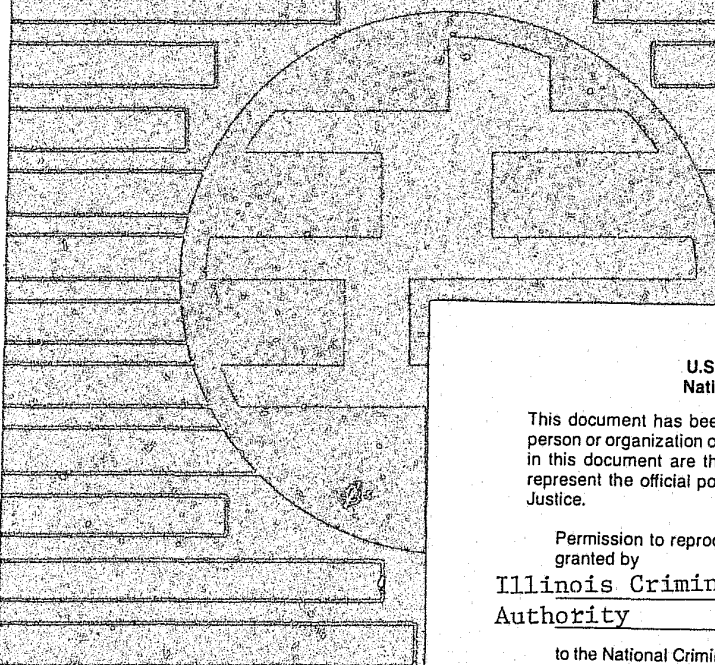 U.S
Nati
This document has bee
person or organization o
in this document are th
represent the official po
Justice.
Permission to reprod
granted by
Illinois Crimin
Authority
to the National Crimi